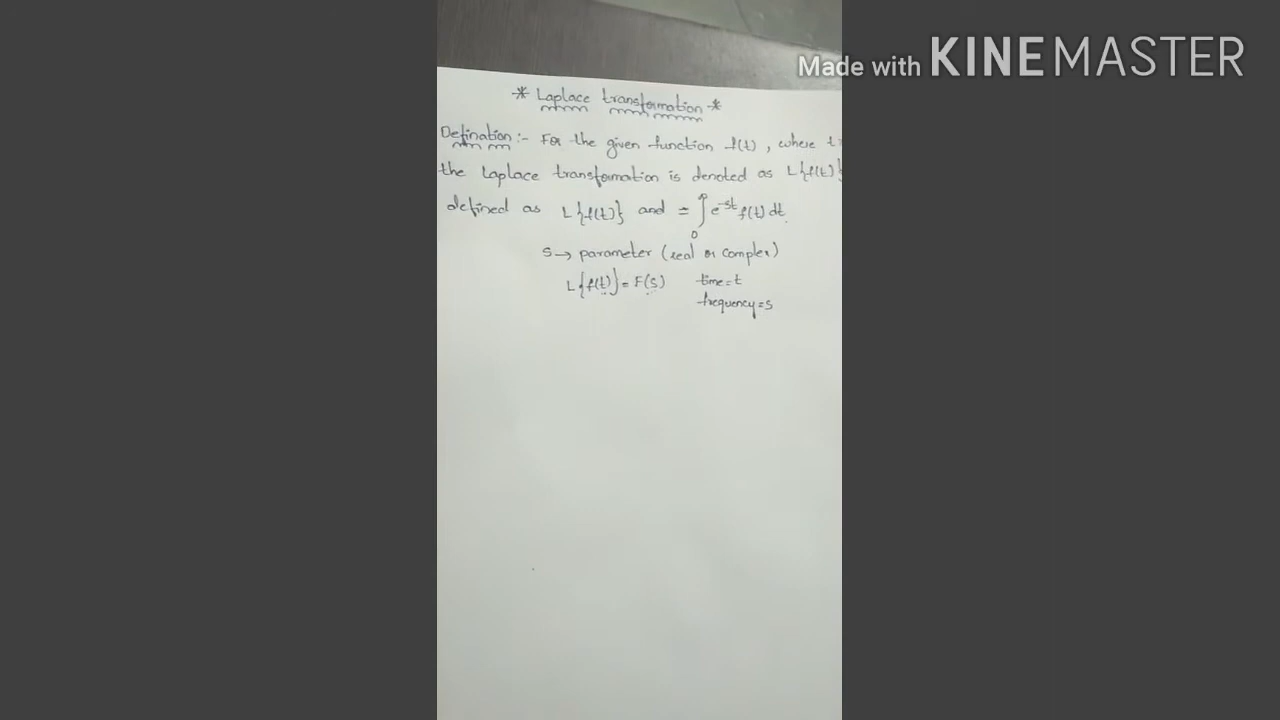 Made with KINEMASTER
* Laplace transformation *
Defination :- For the given function f(t), where t
the Laplace transformation is denoted as L{f(t)}
defined as L{f(t)} and = ∫₀^∞ e^-st f(t) dt.
s → parameter (real or complex)
L{f(t)} = F(s) time = t
frequency = s